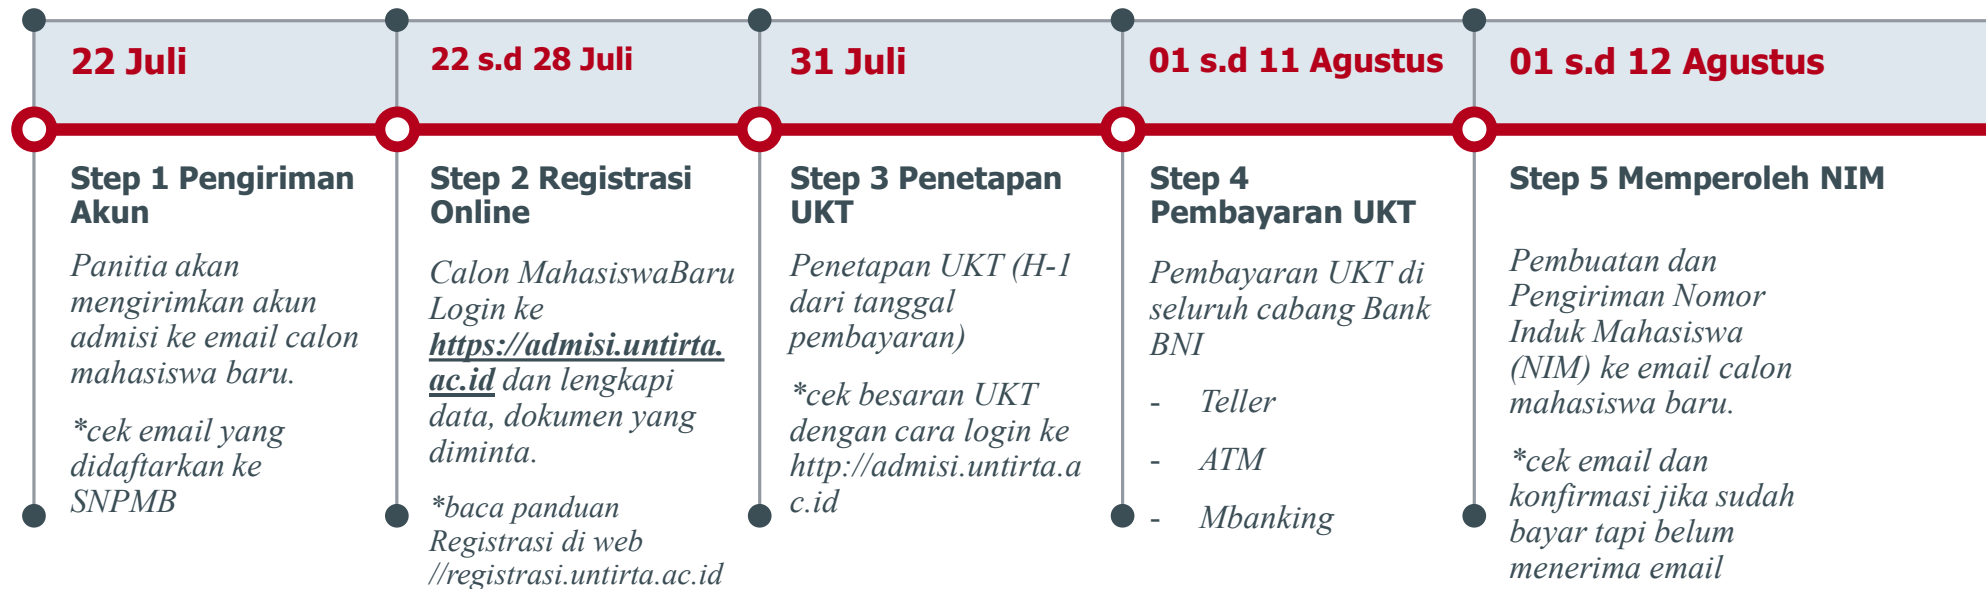 22 Juli
Step 1 Pengiriman
Akun
Panitia akan
mengirimkan akun
admisi ke email calon
mahasiswa baru.
*cek email yang
didaftarkan ke
SNPMB
22 s.d 28 Juli
Step 2 Registrasi
Online
Calon MahasiswaBaru
Login ke
https://admisi.untirta.
ac.id dan lengkapi
data, dokumen yang
diminta.
*baca panduan
Registrasi di web
//registrasi.untirta.ac.id
31 Juli
Step 3 Penetapan
UKT
Penetapan UKT (H-1
dari tanggal
pembayaran)
*cek besaran UKT
dengan cara login ke
http://admisi.untirta.a
c.id
01 s.d 11 Agustus
Step 4
Pembayaran UKT
Pembayaran UKT di
seluruh cabang Bank
BNI
- Teller
- ATM
- Mbanking
01 s.d 12 Agustus
Step 5 Memperoleh NIM
Pembuatan dan
Pengiriman Nomor
Induk Mahasiswa
(NIM) ke email calon
mahasiswa baru.
*cek email dan
konfirmasi jika sudah
bayar tapi belum
menerima email